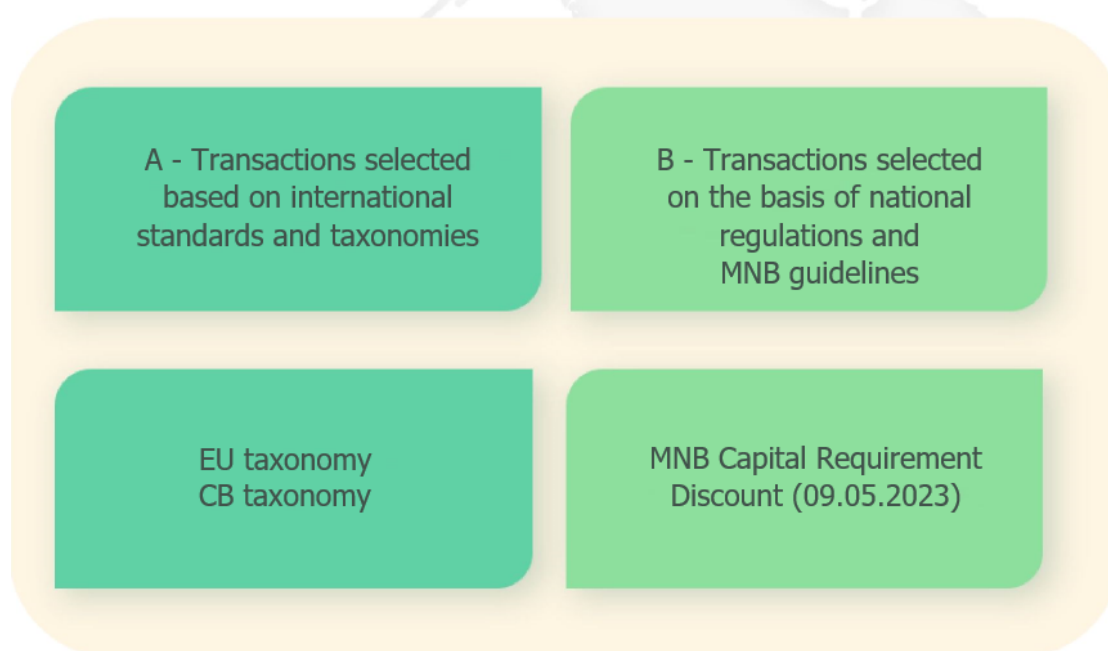 A - Transactions selected
based on international
standards and taxonomies
B - Transactions selected
on the basis of national
regulations and
MNB guidelines
EU taxonomy
CB taxonomy
MNB Capital Requirement
Discount (09.05.2023)